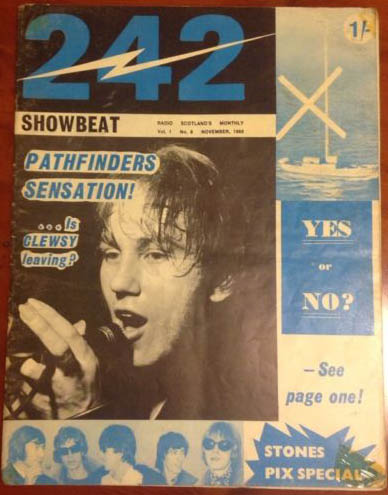 242
1/-
SHOWBEAT
RADIO SCOTLAND'S MONTHLY
Vol. 1 No. 6 NOVEMBER, 1966
PATHFINDERS
SENSATION!
...Is
CLEWSY
leaving?
YES
or
NO?
—See
page one!
STONES
PIX SPECIAL